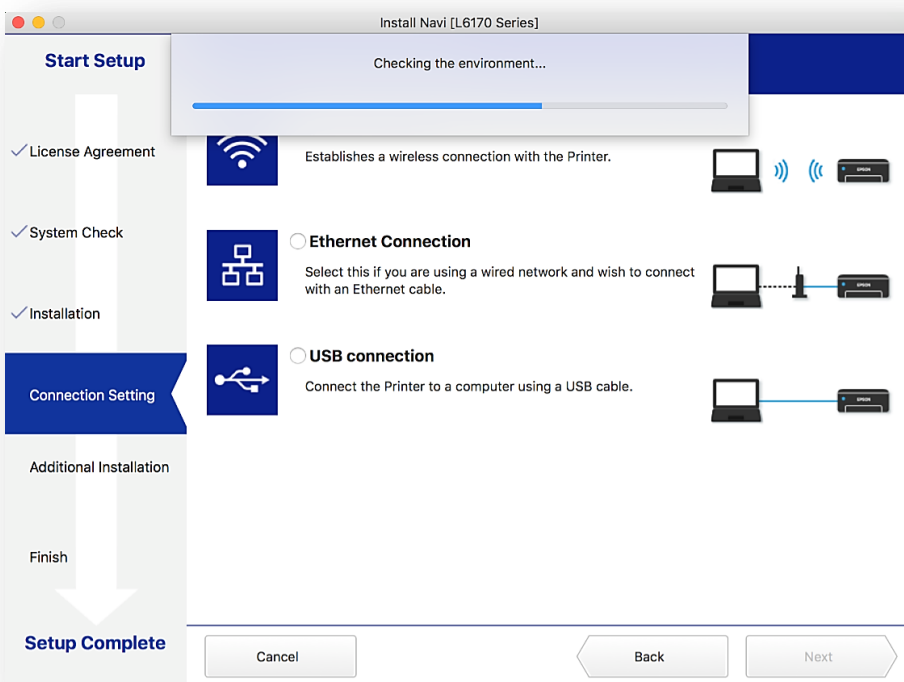 Install Navi [L6170 Series]
Start Setup
Checking the environment...
License Agreement
Establishes a wireless connection with the Printer.
EPSON
System Check
Ethernet Connection
Select this if you are using a wired network and wish to connect
with an Ethernet cable.
EPSON
Installation
USB connection
Connect the Printer to a computer using a USB cable.
EPSON
Connection Setting
Additional Installation
Finish
Setup Complete
Cancel
Back
Next